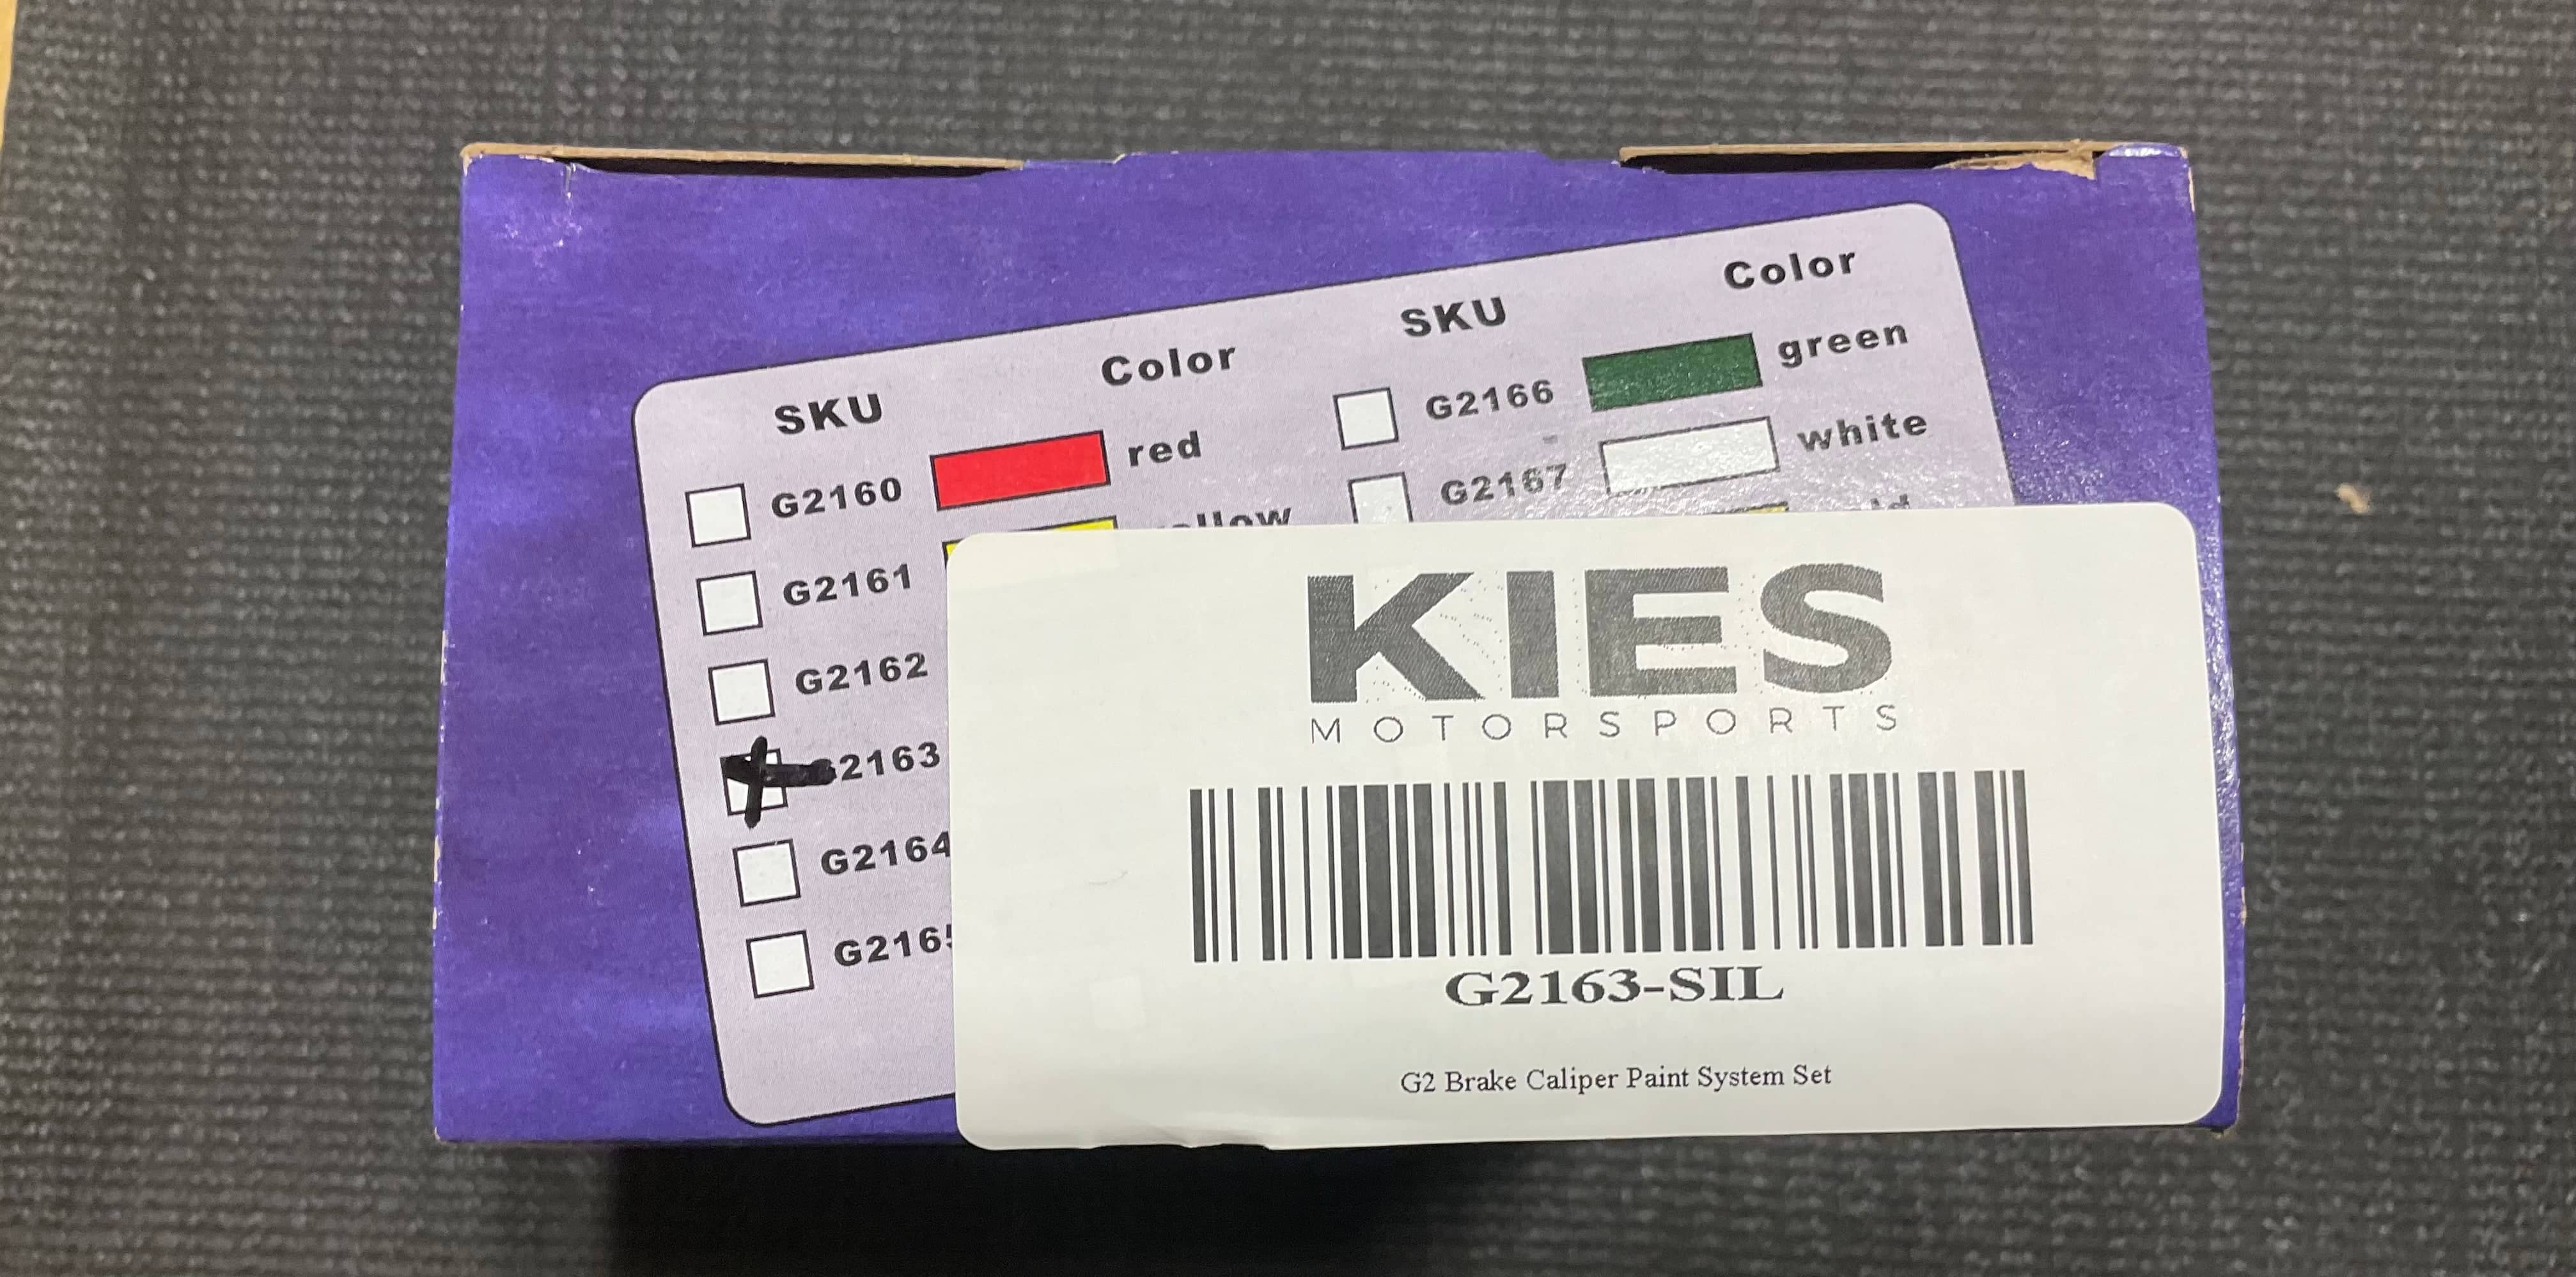 SKU Color SKU Color
G2160 red G2166 green
G2161 G2167 white
G2162
2163
G2164
G216
KIES
MOTORSPORTS
G2163-SIL
G2 Brake Caliper Paint System Set